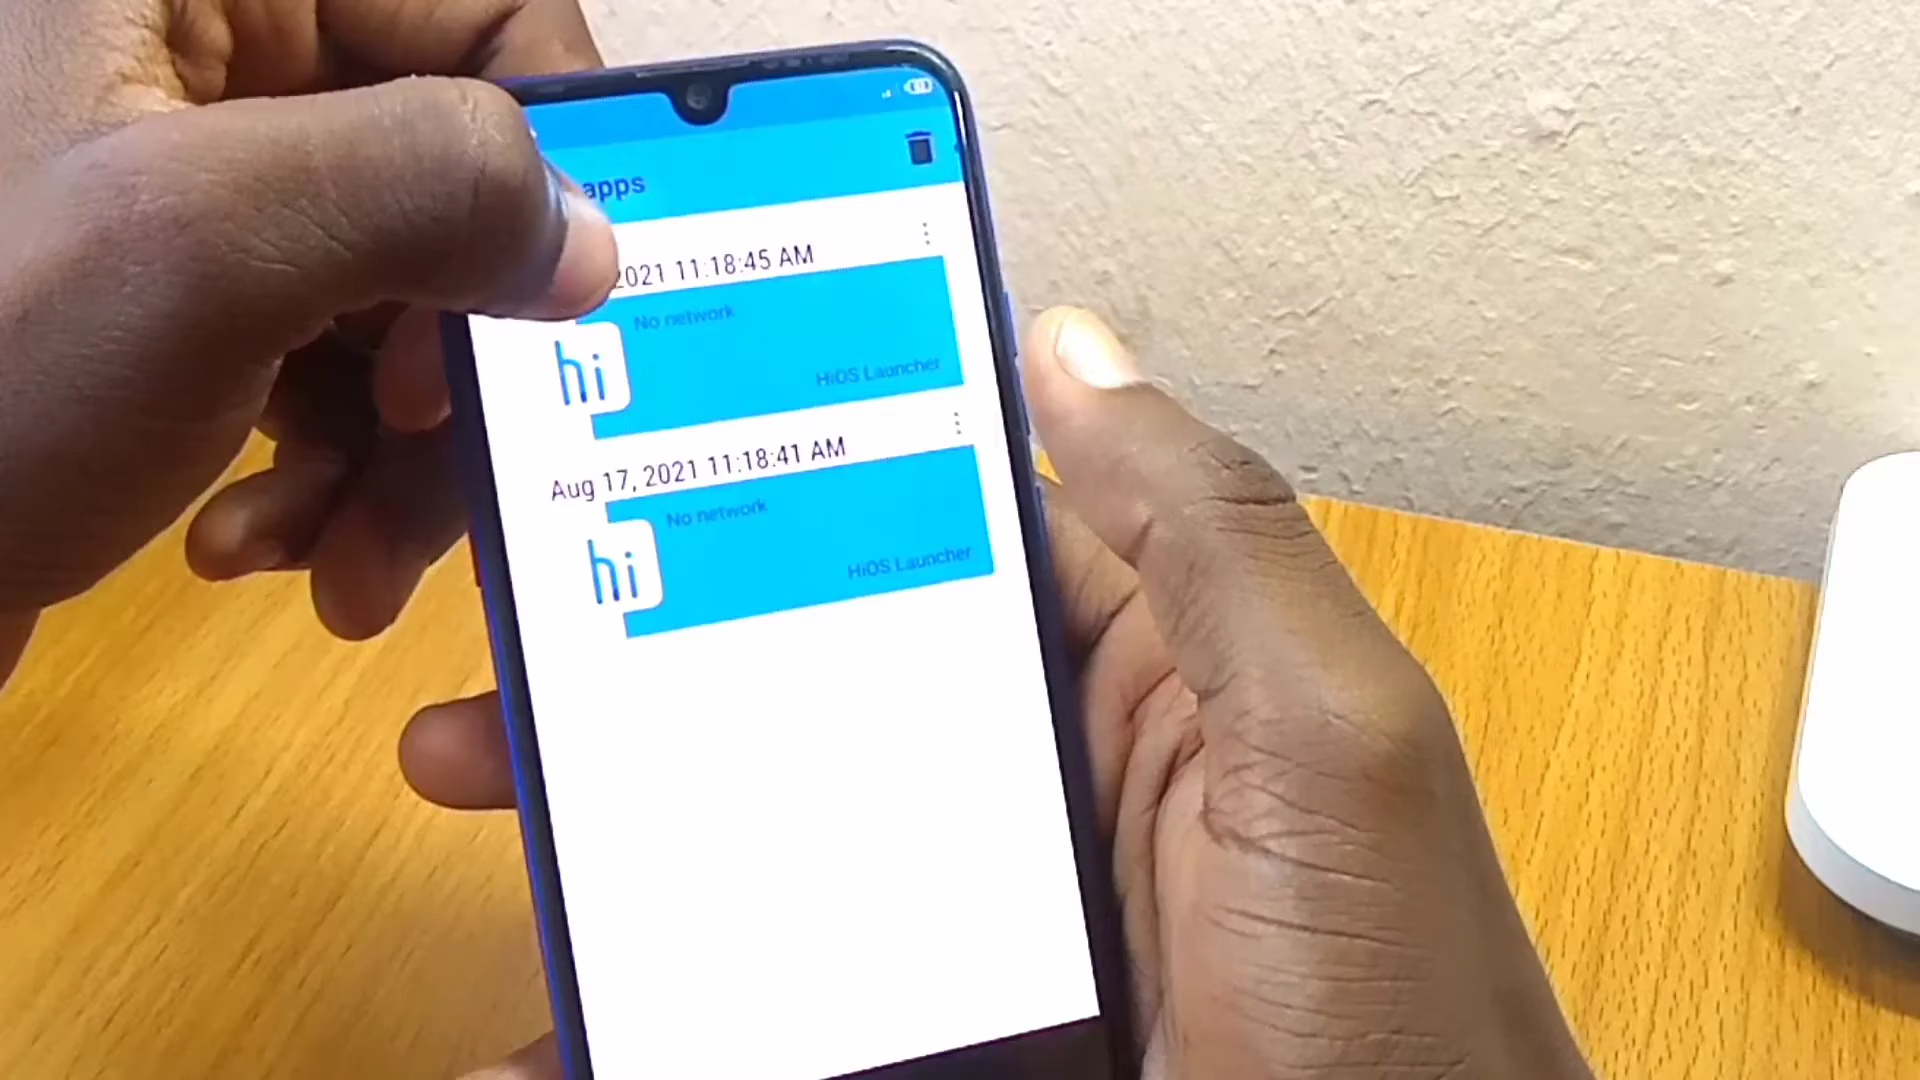 apps
2021 11:18:45 AM
No network
hi
HiOS Launcher
Aug 17, 2021 11:18:41 AM
No network
hi
HiOS Launcher